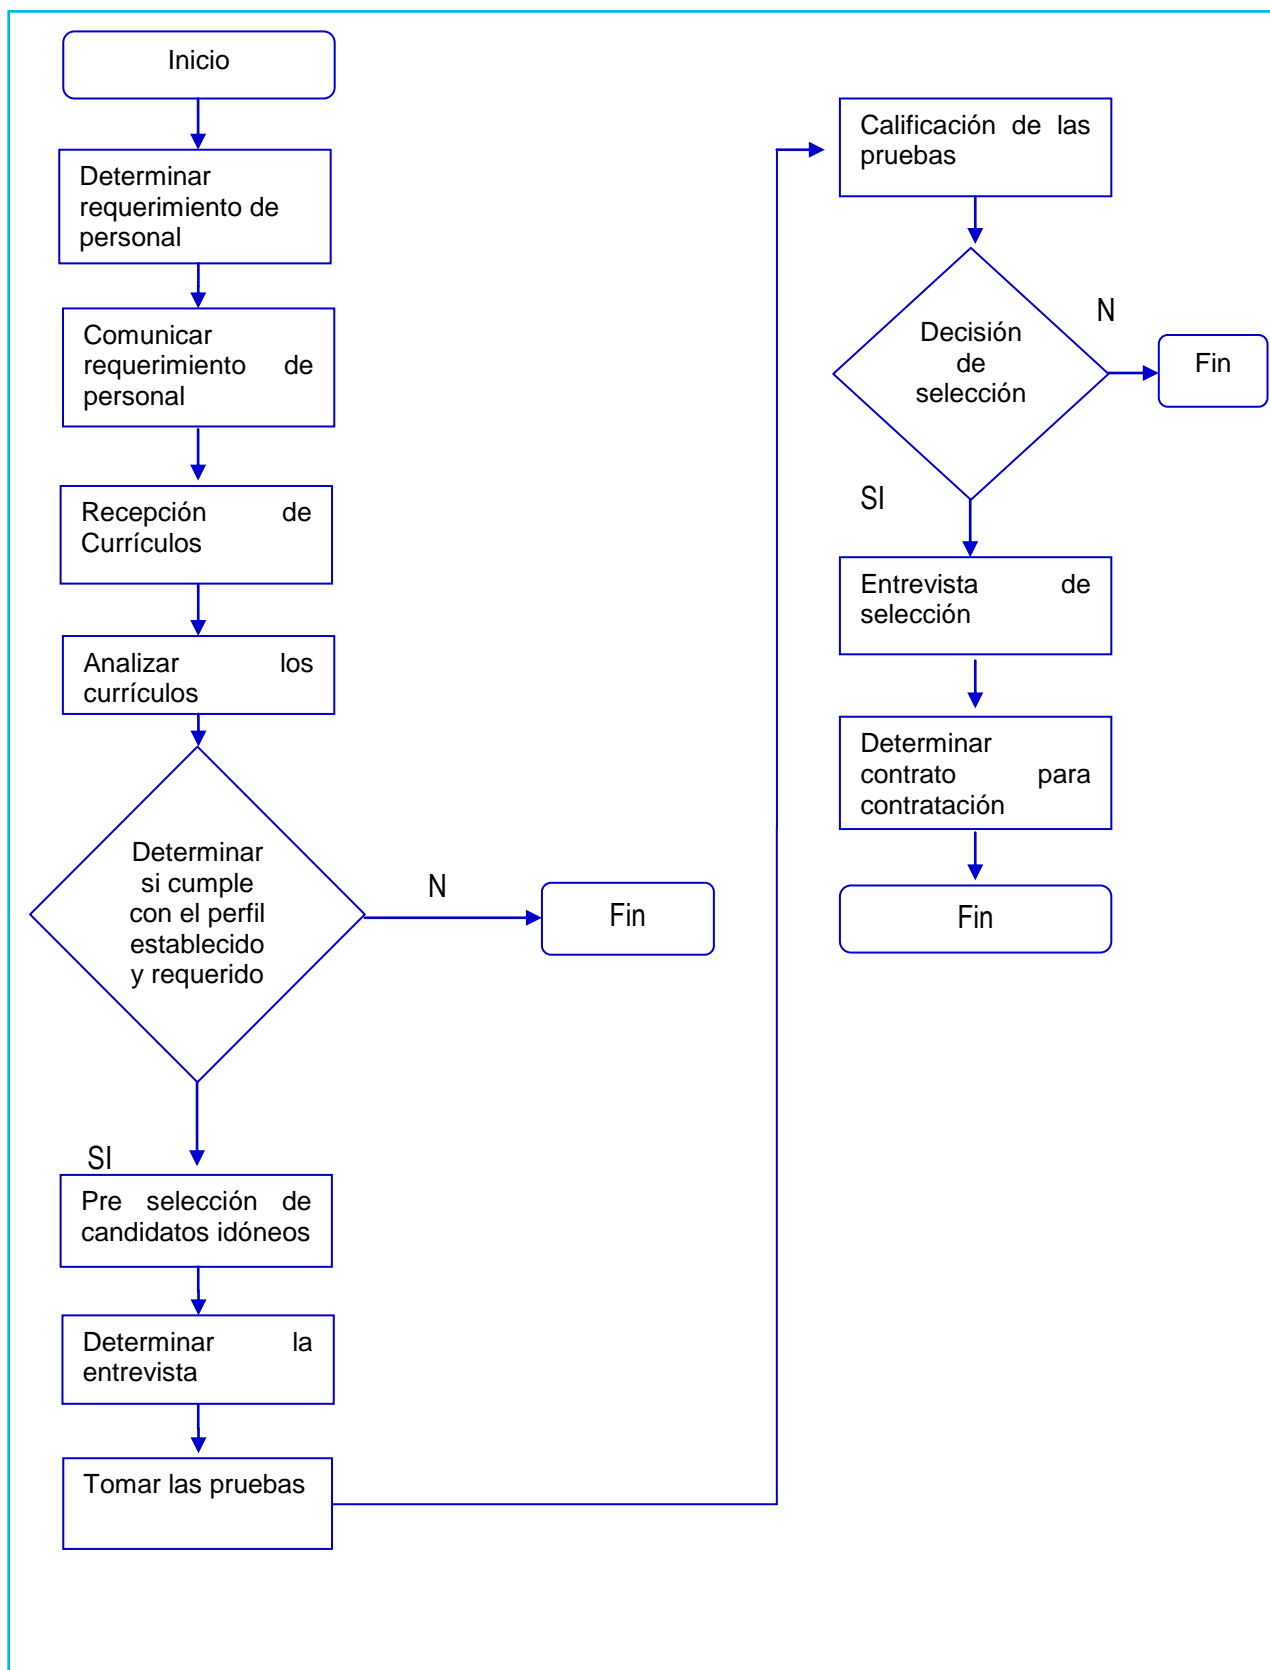 Inicio
Determinar
requerimiento de
personal
Comunicar
requerimiento de
personal
Recepción de
Currículos
Analizar los
currículos
Determinar
si cumple
con el perfil
establecido
y requerido
N
Fin
SI
Pre selección de
candidatos idóneos
Determinar la
entrevista
Tomar las pruebas
Calificación de las
pruebas
Decisión
de
selección
N
Fin
SI
Entrevista de
selección
Determinar
contrato para
contratación
Fin